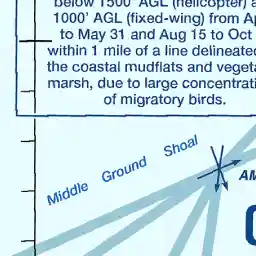 below 1500' AGL (helicopter) a
1000' AGL (fixed-wing) from Ap
to May 31 and Aug 15 to Oct
within 1 mile of a line delineated
the coastal mudflats and vegeta
marsh, due to large concentrati
of migratory birds.
Middle Ground Shoal
AM